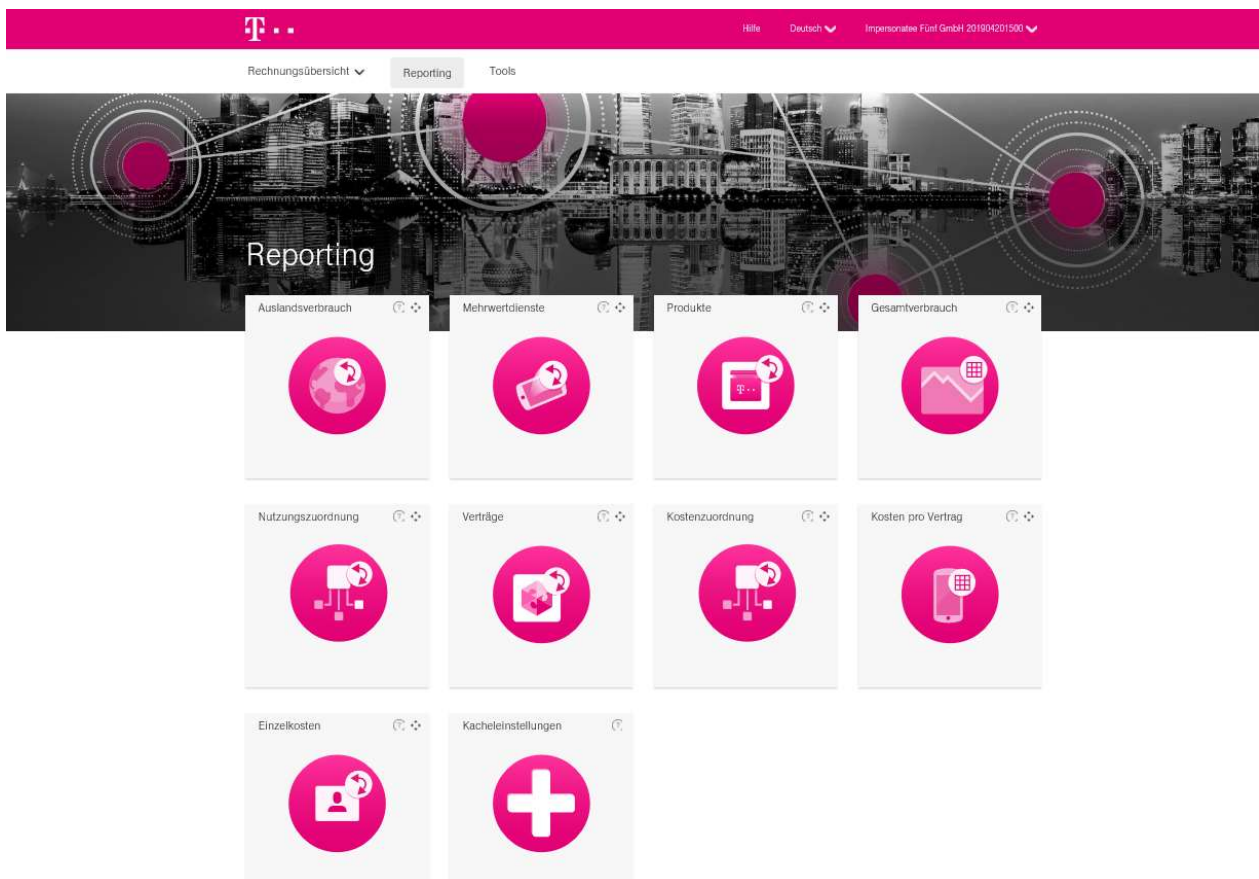 T
Hilfe Deutsch Impersonatee Fünf GmbH 201904201500
Rechnungsübersicht Reporting Tools
Reporting
Auslandsverbrauch ? Mehrwertdienste ? Produkte ? Gesamtverbrauch ?
T
Nutzungszuordnung ? Verträge ? Kostenzuordnung ? Kosten pro Vertrag ?
Einzelkosten ? Kacheleinstellungen ?